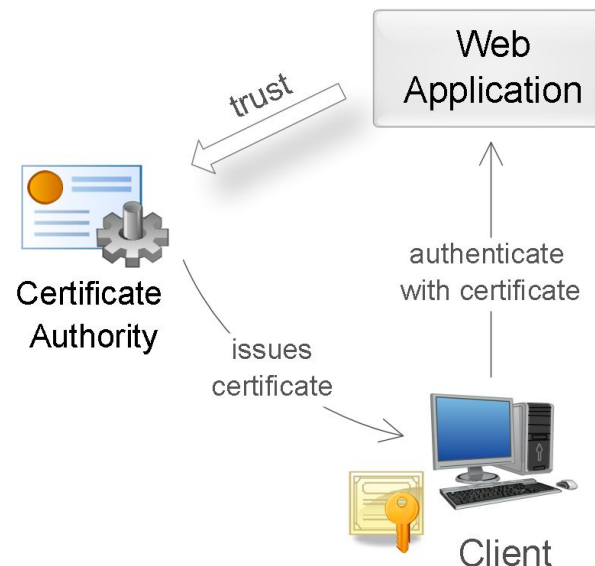 Web
Application
trust
Certificate
Authority
authenticate
with certificate
issues
certificate
Client